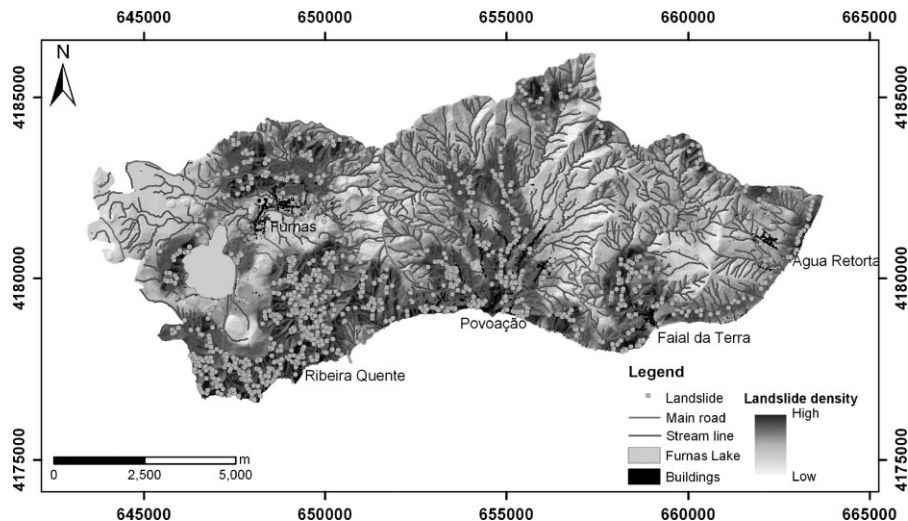 645000 650000 655000 660000 665000
N
4185000 4185000
Furnas
Agua Retorta
4180000 4180000
Povoação
Faial da Terra
Ribeira Quente
Legend
Landslide
Main road
Stream line
Furnas Lake
Buildings
Landslide density
High
Low
m
0 2,500 5,000
4175000 4175000
645000 650000 655000 660000 665000